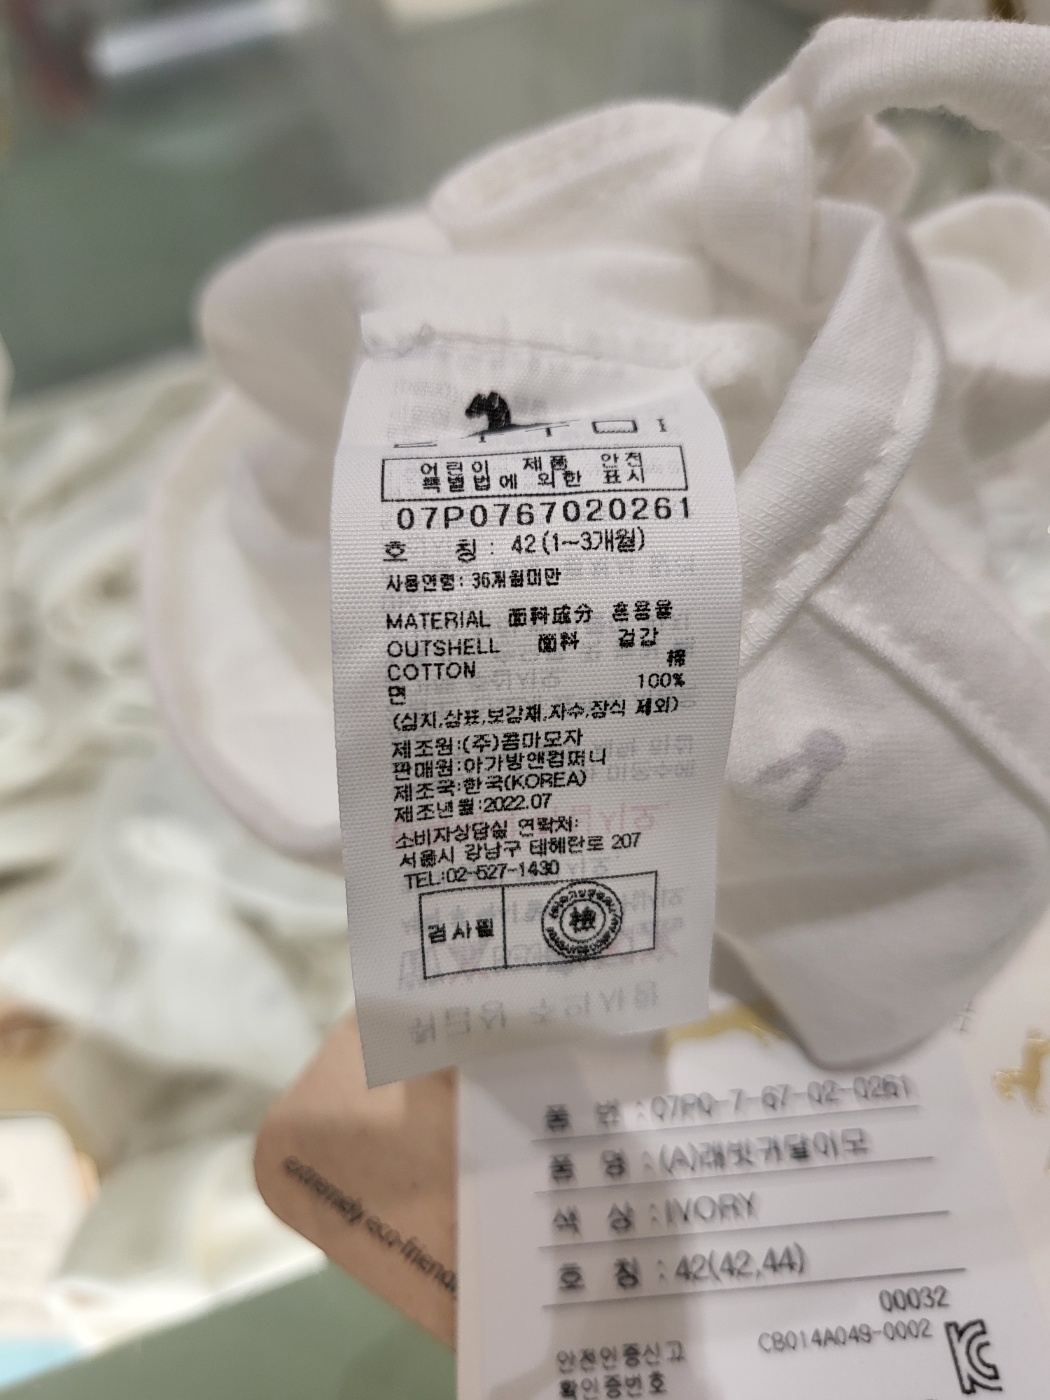 어린이 제품 안전
특별법에 의한 표시
07P0767020261
호 칭: 42(1~3개월)
사용연령: 36개월미만
MATERIAL 面料成分 혼용율
OUTSHELL 面料 겉감
COTTON 棉
면 100%
(심지,상표,보강재,자수,장식 제외)
제조원:(주)콤마모자
판매원:아가방앤컴퍼니
제조국:한국(KOREA)
제조년월:2022.07
소비자상담실 연락처:
서울시 강남구 테헤란로 207
TEL:02-527-1430
검사필
檢
extremely eco-friendly
품 번:07P0-7-67-02-0261
품 명:(A)래빗귀달이모
색 상:IVORY
호 칭:42(42,44)
00032
안전인증신고 CB014A049-0002
확인증번호